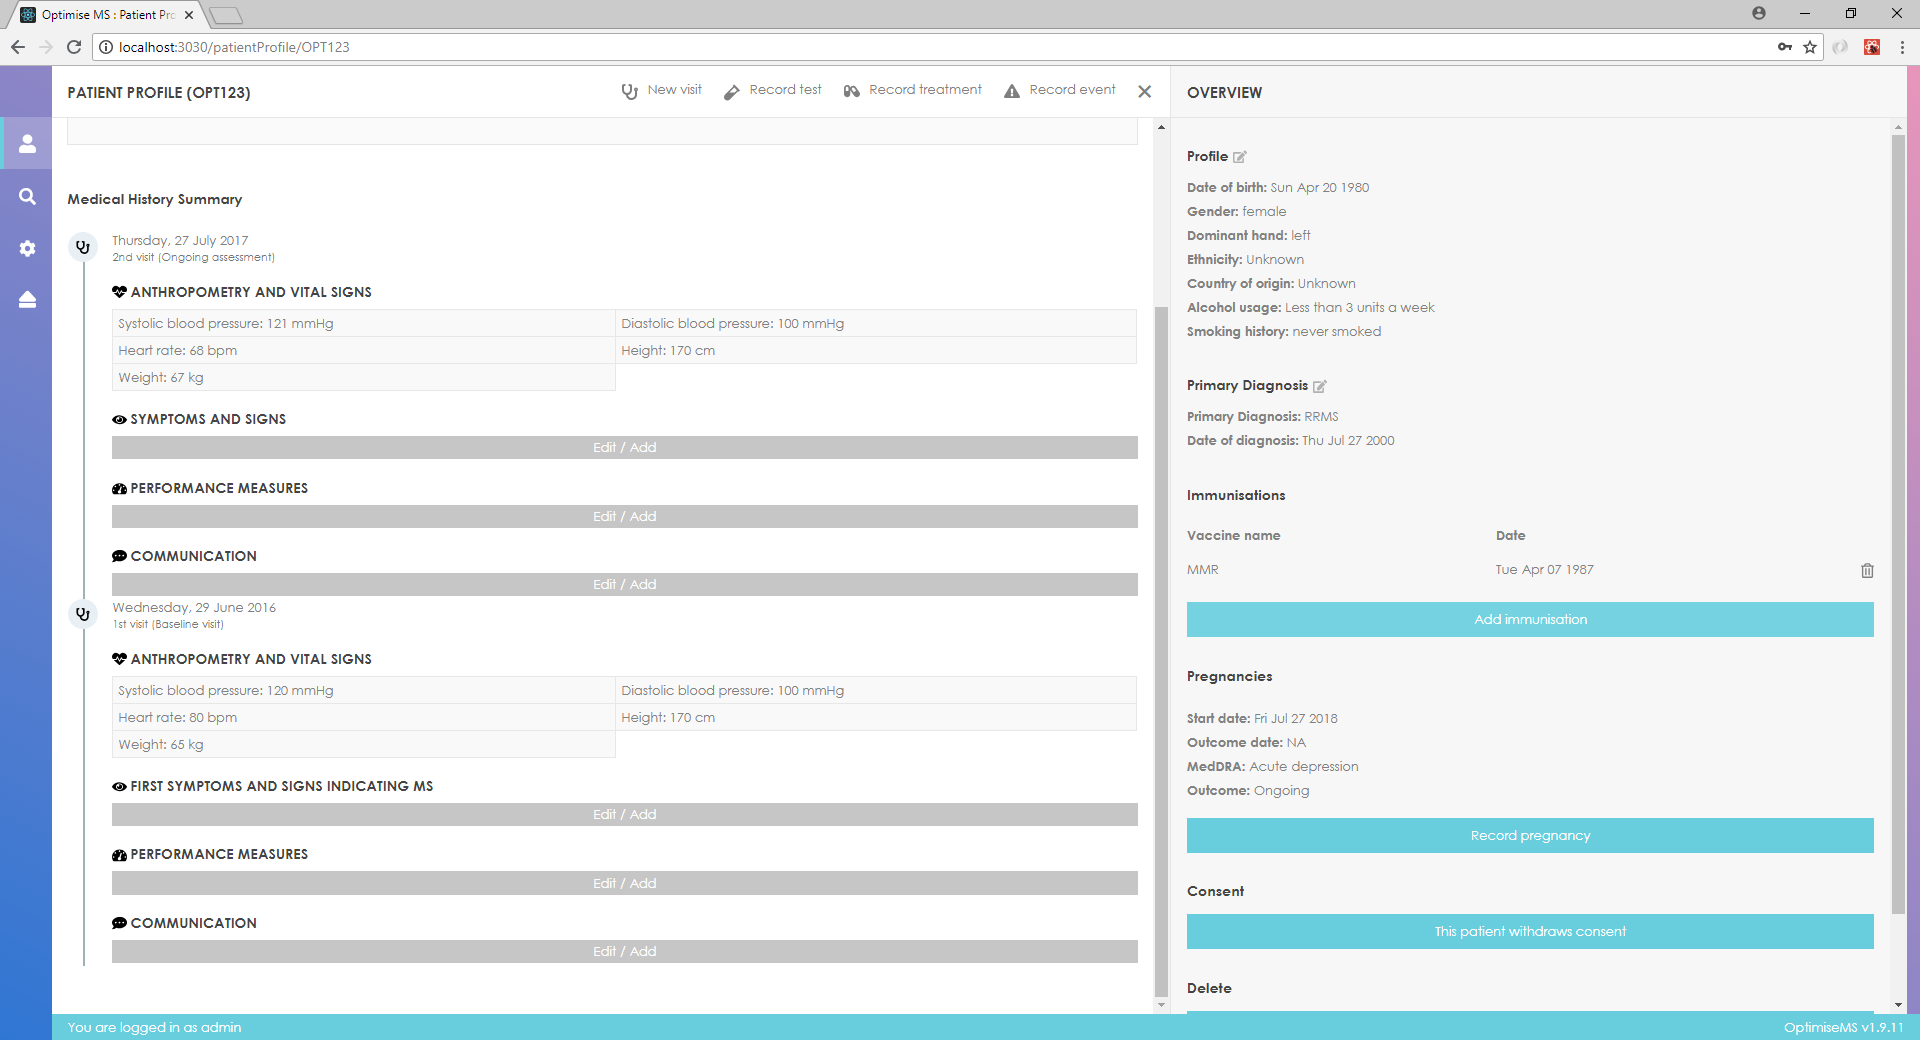 Optimise MS : Patient Pro
localhost:3030/patientProfile/OPT123
PATIENT PROFILE (OPT123)
New visit
Record test
Record treatment
Record event
Medical History Summary
Thursday, 27 July 2017
2nd visit (Ongoing assessment)
ANTHROPOMETRY AND VITAL SIGNS
Systolic blood pressure: 121 mmHg
Diastolic blood pressure: 100 mmHg
Heart rate: 68 bpm
Height: 170 cm
Weight: 67 kg
SYMPTOMS AND SIGNS
Edit / Add
PERFORMANCE MEASURES
Edit / Add
COMMUNICATION
Edit / Add
Wednesday, 29 June 2016
1st visit (Baseline visit)
ANTHROPOMETRY AND VITAL SIGNS
Systolic blood pressure: 120 mmHg
Diastolic blood pressure: 100 mmHg
Heart rate: 80 bpm
Height: 170 cm
Weight: 65 kg
FIRST SYMPTOMS AND SIGNS INDICATING MS
Edit / Add
PERFORMANCE MEASURES
Edit / Add
COMMUNICATION
Edit / Add
OVERVIEW
Profile
Date of birth: Sun Apr 20 1980
Gender: female
Dominant hand: left
Ethnicity: Unknown
Country of origin: Unknown
Alcohol usage: Less than 3 units a week
Smoking history: never smoked
Primary Diagnosis
Primary Diagnosis: RRMS
Date of diagnosis: Thu Jul 27 2000
Immunisations
Vaccine name
Date
MMR
Tue Apr 07 1987
Add immunisation
Pregnancies
Start date: Fri Jul 27 2018
Outcome date: NA
MedDRA: Acute depression
Outcome: Ongoing
Record pregnancy
Consent
This patient withdraws consent
Delete
You are logged in as admin
OptimiseMS v1.9.11